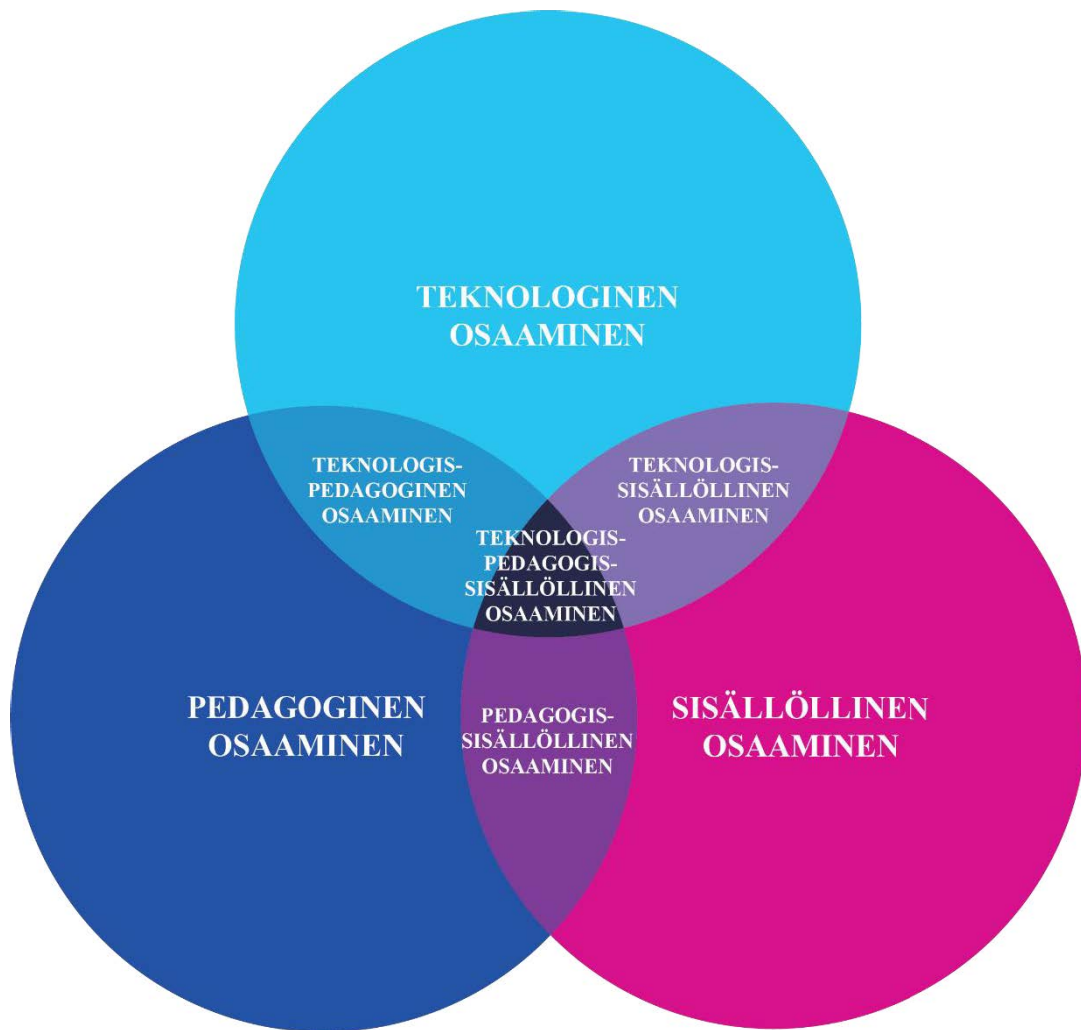 TEKNOLOGINEN
OSAAMINEN
TEKNOLOGIS-
PEDAGOGINEN
OSAAMINEN
TEKNOLOGIS-
SISÄLLÖLLINEN
OSAAMINEN
TEKNOLOGIS-
PEDAGOGIS-
SISÄLLÖLLINEN
OSAAMINEN
PEDAGOGINEN
OSAAMINEN
PEDAGOGIS-
SISÄLLÖLLINEN
OSAAMINEN
SISÄLLÖLLINEN
OSAAMINEN